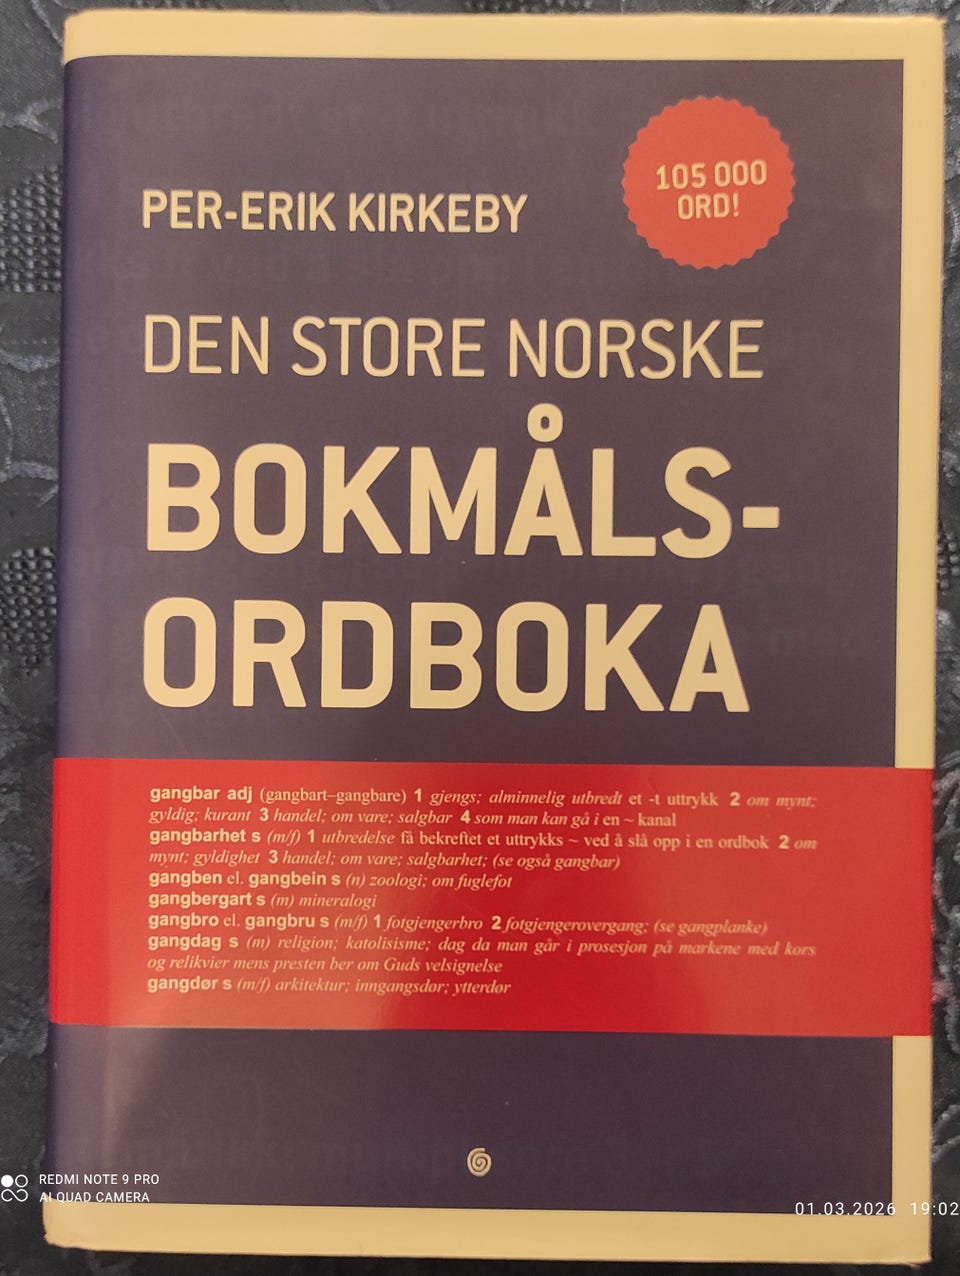 105 000
ORD!
PER-ERIK KIRKEBY
DEN STORE NORSKE
BOKMÅLS-
ORDBOKA
gangbar adj (gangbart–gangbare) 1 gjengs; alminnelig utbredt et -t uttrykk 2 om mynt;
gyldig; kurant 3 handel; om vare; salgbar 4 som man kan gå i en ~ kanal
gangbarhet s (m/f) 1 utbredelse få bekreftet et uttrykks ~ ved å slå opp i en ordbok 2 om
mynt; gyldighet 3 handel; om vare; salgbarhet; (se også gangbar)
gangben el. gangbein s (n) zoologi; om fuglefot
gangbergart s (m) mineralogi
gangbro el. gangbru s (m/f) 1 fotgjengerbro 2 fotgjengerovergang; (se gangplanke)
gangdag s (m) religion; katolisisme; dag da man går i prosesjon på markene med kors
og relikvier mens presten ber om Guds velsignelse
gangdør s (m/f) arkitektur; inngangsdør; ytterdør
REDMI NOTE 9 PRO
AI QUAD CAMERA
01.03.2026 19:02